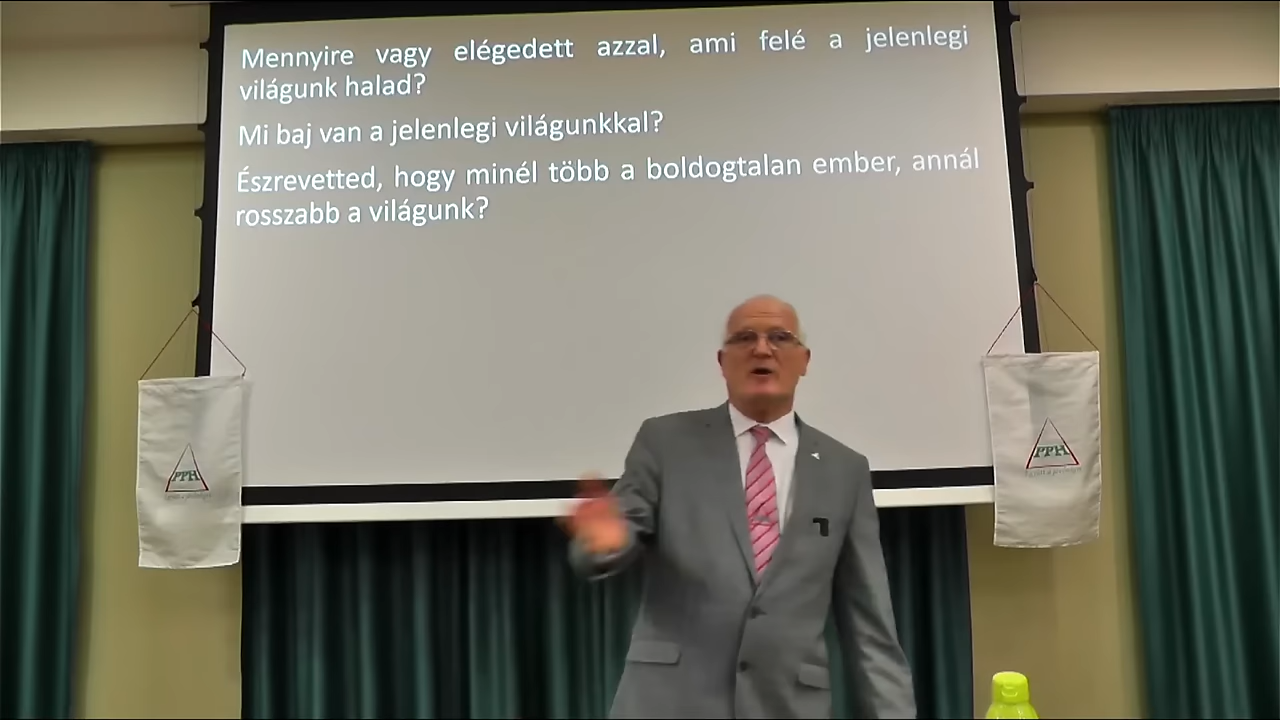 Mennyire vagy elégedett azzal, ami felé a jelenlegi
világunk halad?
Mi baj van a jelenlegi világunkkal?
Észrevetted, hogy minél több a boldogtalan ember, annál
rosszabb a világunk?
PPH
PPH